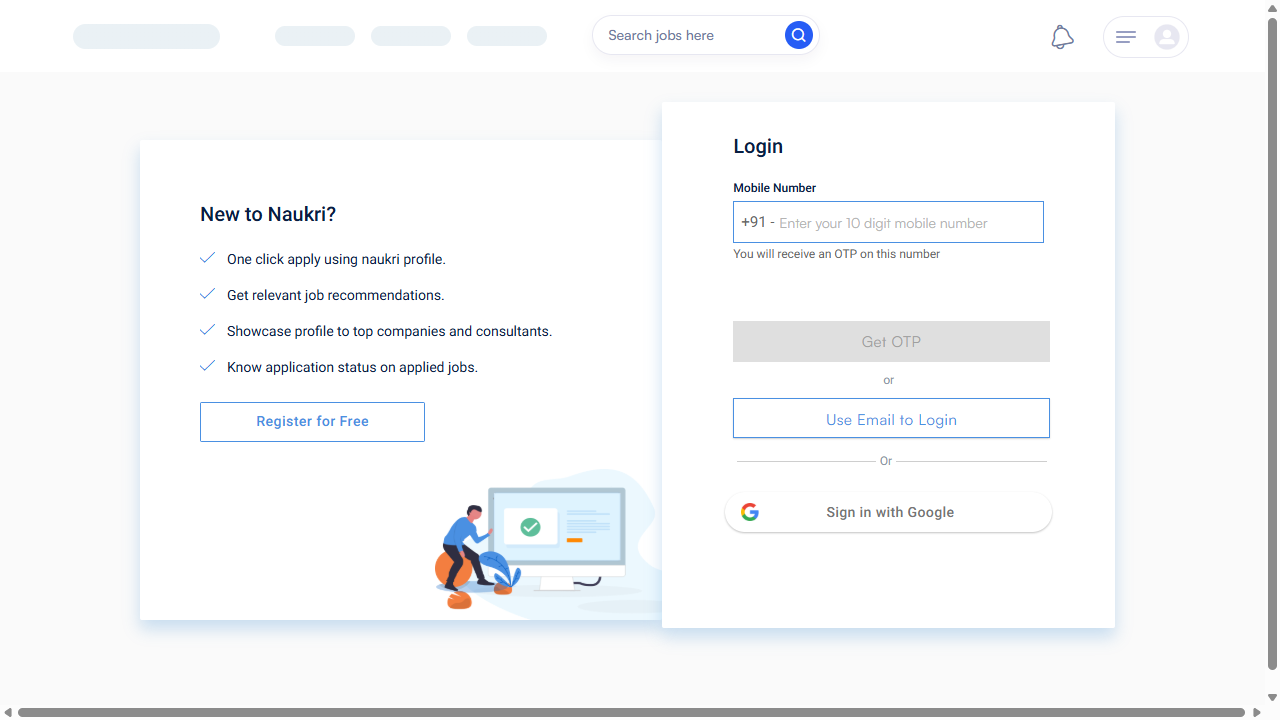 Search jobs here
New to Naukri?
One click apply using naukri profile.
Get relevant job recommendations.
Showcase profile to top companies and consultants.
Know application status on applied jobs.
Register for Free
Login
Mobile Number
+91 - Enter your 10 digit mobile number
You will receive an OTP on this number
Get OTP
or
Use Email to Login
Or
Sign in with Google